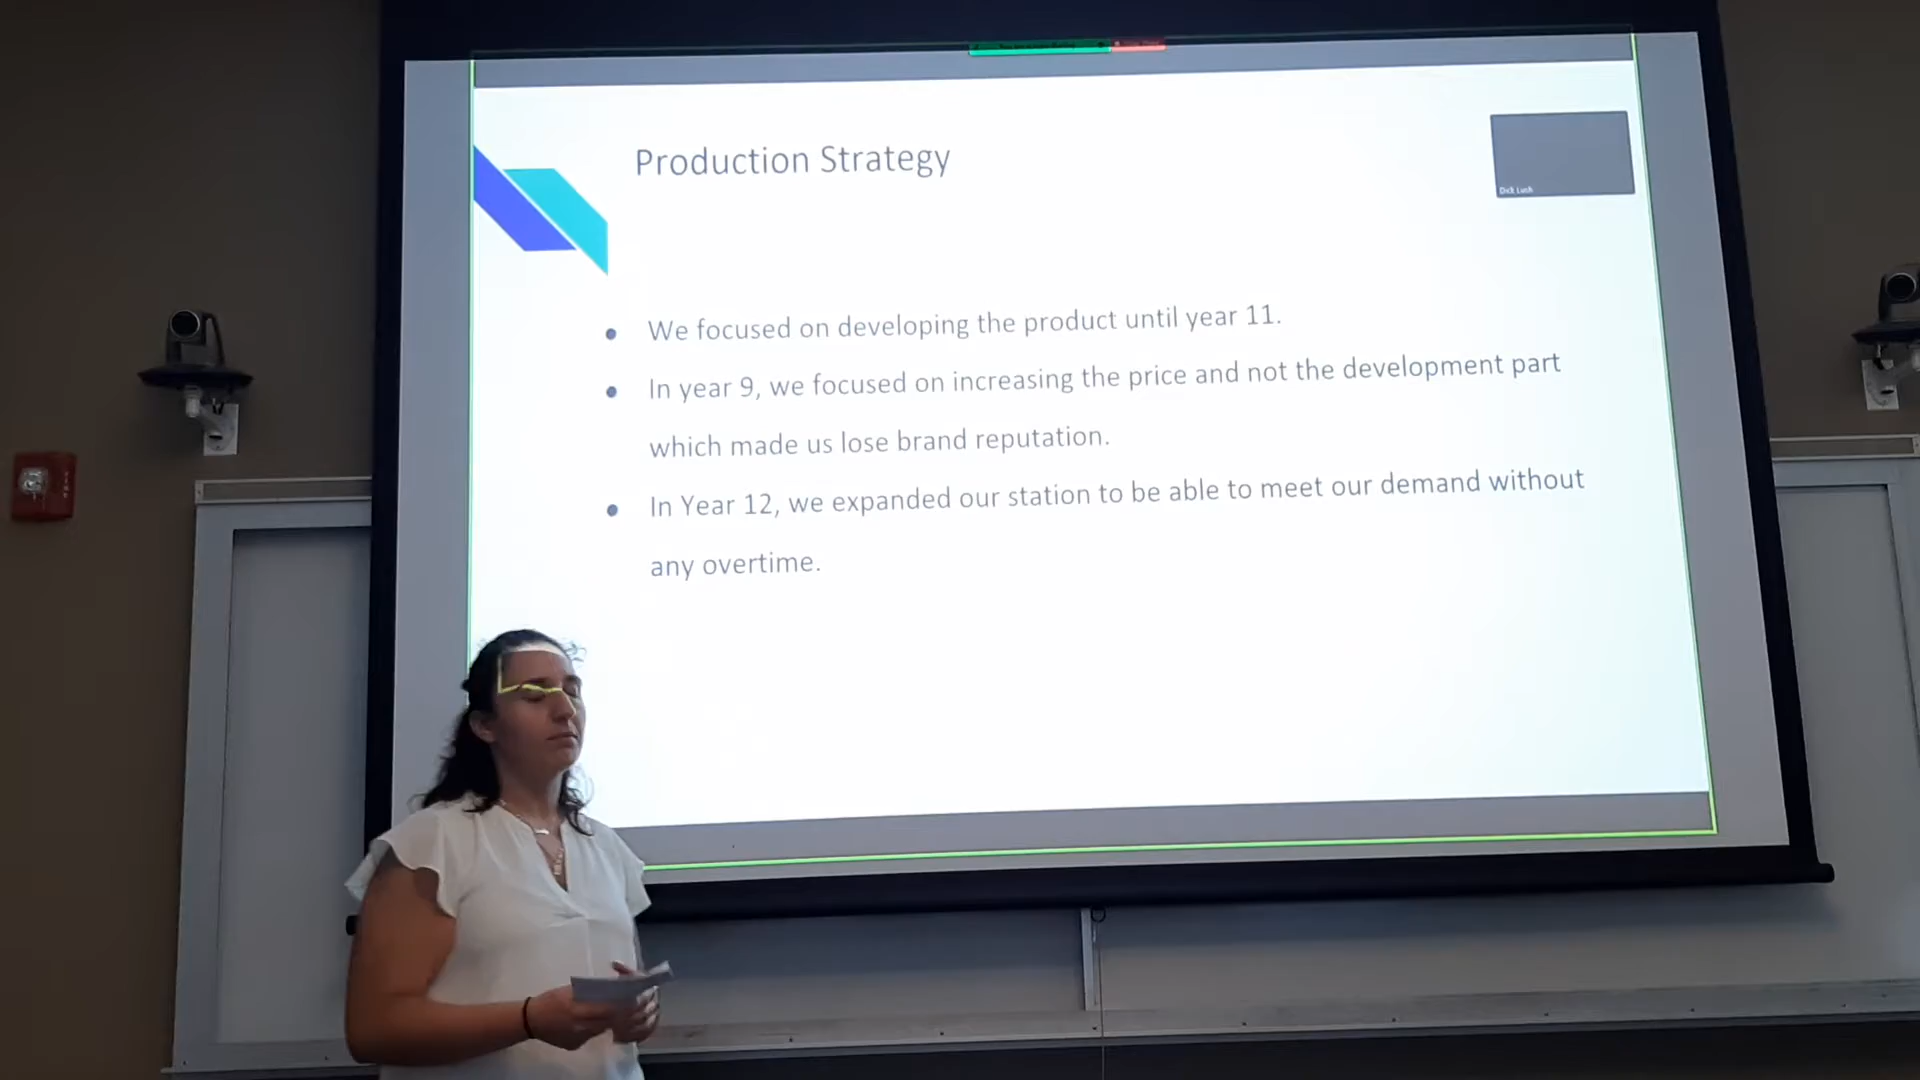 Production Strategy
We focused on developing the product until year 11.
In year 9, we focused on increasing the price and not the development part
which made us lose brand reputation.
In Year 12, we expanded our station to be able to meet our demand without
any overtime.